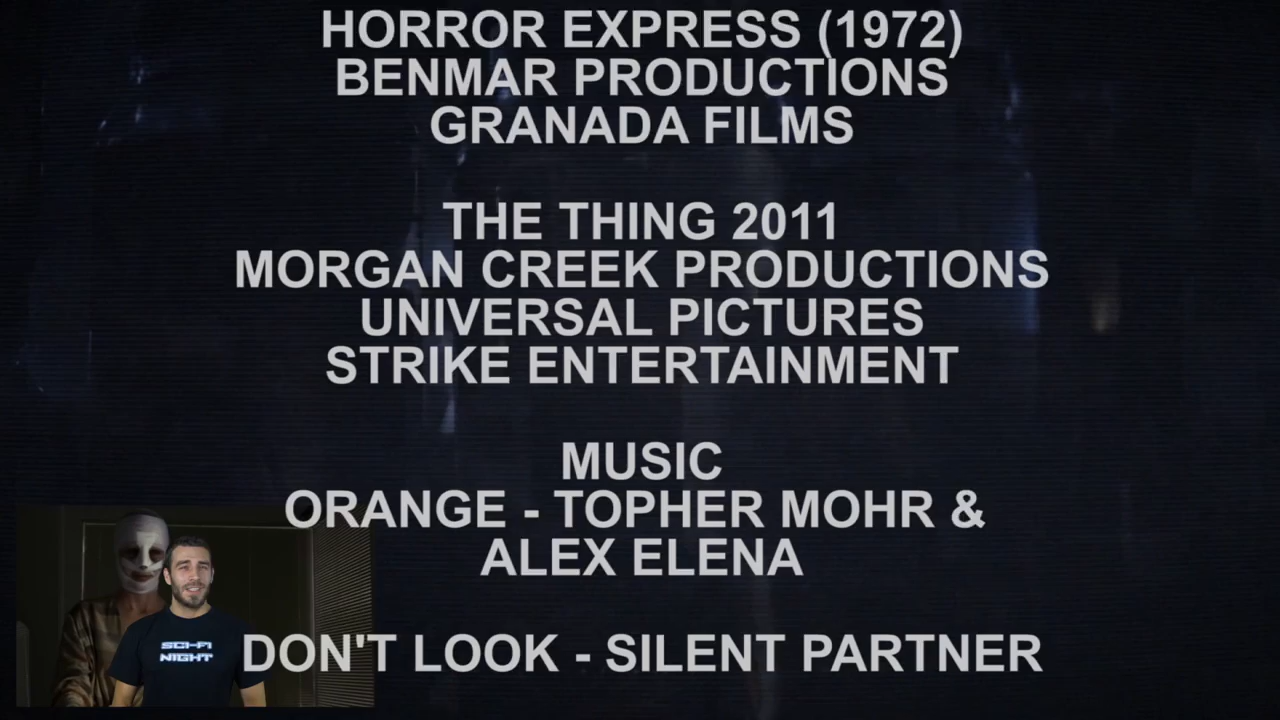 HORROR EXPRESS (1972)
BENMAR PRODUCTIONS
GRANADA FILMS
THE THING 2011
MORGAN CREEK PRODUCTIONS
UNIVERSAL PICTURES
STRIKE ENTERTAINMENT
MUSIC
ORANGE - TOPHER MOHR &
ALEX ELENA
DON'T LOOK - SILENT PARTNER
SCI-FI
NIGHT